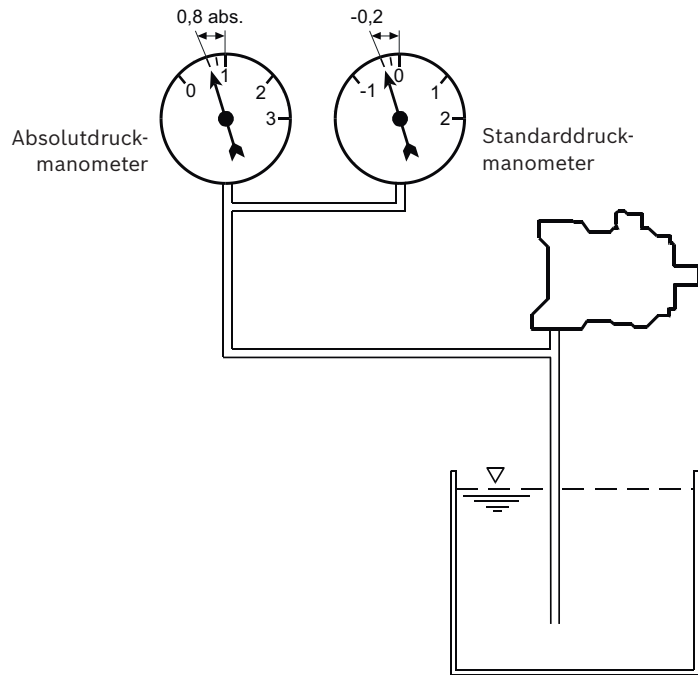 0,8 abs.
-0,2
0
1
2
3
-1
0
1
2
Absolutdruck-
manometer
Standarddruck-
manometer